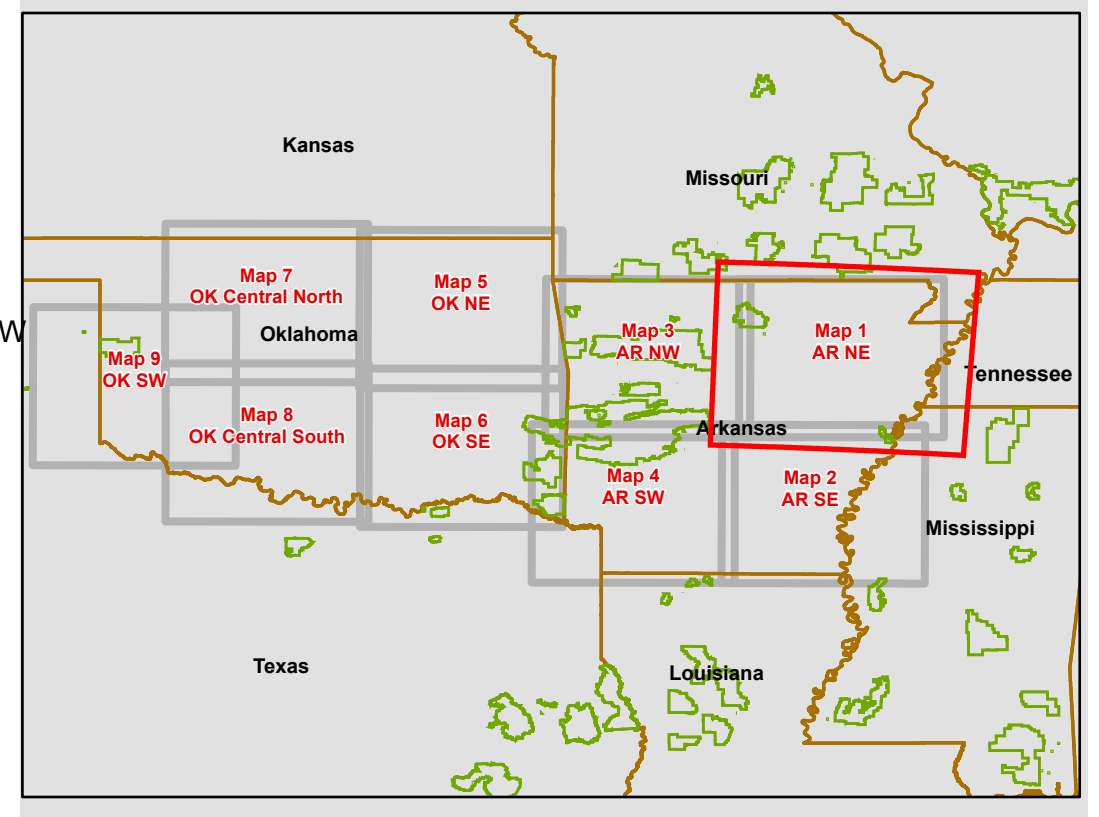 Kansas
Missouri
Map 7
OK Central North
Map 5
OK NE
W
Oklahoma
Map 3
AR NW
Map 1
AR NE
Map 9
OK SW
Tennessee
Map 8
OK Central South
Map 6
OK SE
Arkansas
Map 4
AR SW
Map 2
AR SE
Mississippi
Texas
Louisiana